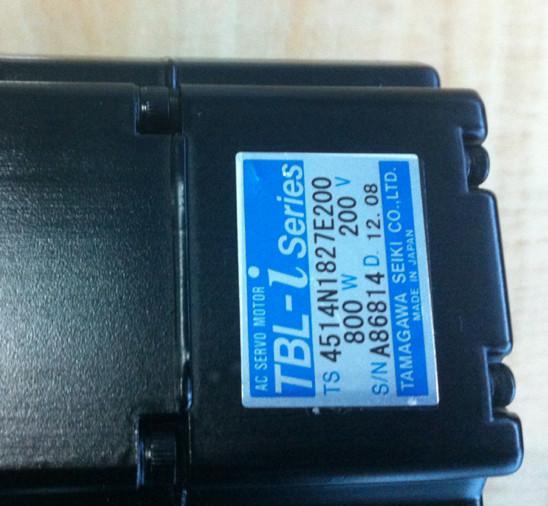 AC SERVO MOTOR
TBL-i Series
TS 4514N1827E200
800 W 200 V
S/N A86814 D. 12. 08
TAMAGAWA SEIKI CO.,LTD.
MADE IN JAPAN